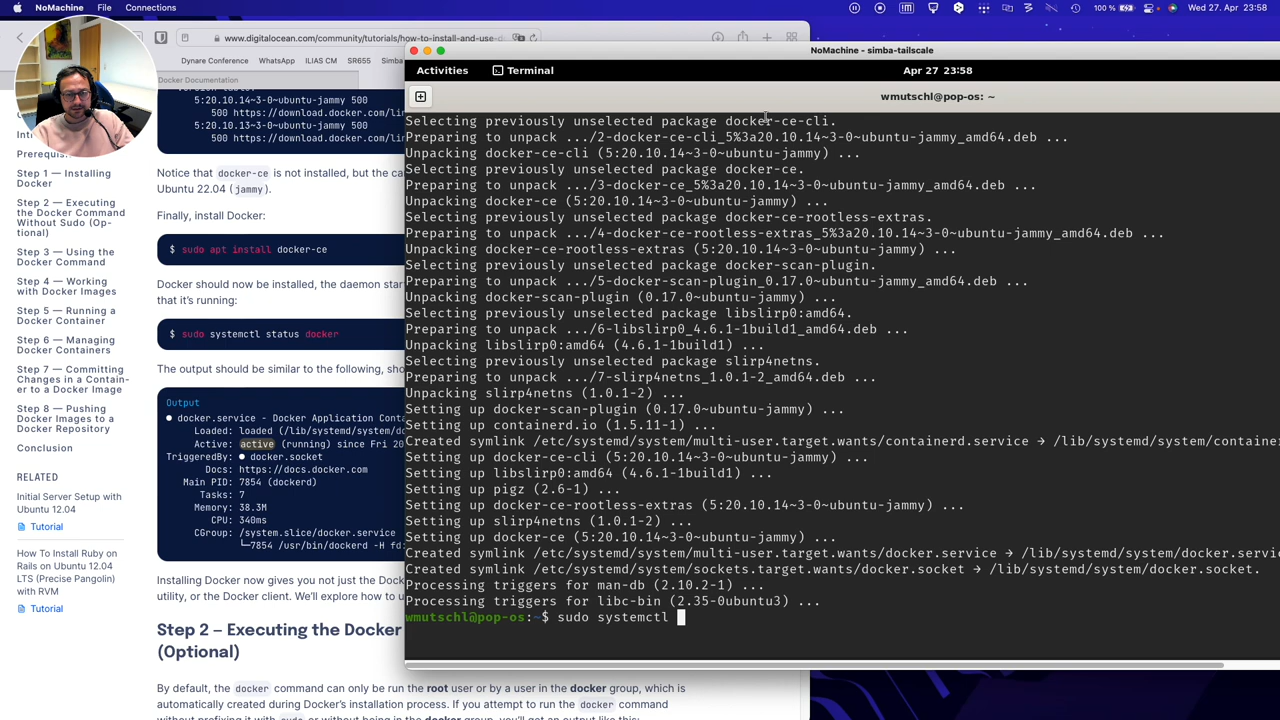 NoMachine File Connections
100 % Wed 27. Apr 23:58
www.digitalocean.com/community/tutorials/how-to-install-and-use-d
Dynare Conference WhatsApp ILIAS CM SR655 Simba
Docker Documentation
Prerequis
Step 1 — Installing
Docker
Step 2 — Executing
the Docker Command
Without Sudo (Op-
tional)
Step 3 — Using the
Docker Command
Step 4 — Working
with Docker Images
Step 5 — Running a
Docker Container
Step 6 — Managing
Docker Containers
Step 7 — Committing
Changes in a Contain-
er to a Docker Image
Step 8 — Pushing
Docker Images to a
Docker Repository
Conclusion
RELATED
Initial Server Setup with
Ubuntu 12.04
Tutorial
How To Install Ruby on
Rails on Ubuntu 12.04
LTS (Precise Pangolin)
with RVM
Tutorial
5:20.10.14~3-0~ubuntu-jammy 500
500 https://download.docker.com/lin
5:20.10.13~3-0~ubuntu-jammy 500
500 https://download.docker.com/lin
Notice that docker-ce is not installed, but the ca
Ubuntu 22.04 (jammy).
Finally, install Docker:
$ sudo apt install docker-ce
Docker should now be installed, the daemon star
that it's running:
$ sudo systemctl status docker
The output should be similar to the following, sho
Output
● docker.service - Docker Application Conta
Loaded: loaded (/lib/systemd/system/do
Active: active (running) since Fri 20
TriggeredBy: ● docker.socket
Docs: https://docs.docker.com
Main PID: 7854 (dockerd)
Tasks: 7
Memory: 38.3M
CPU: 340ms
CGroup: /system.slice/docker.service
└─7854 /usr/bin/dockerd -H fd:
Installing Docker now gives you not just the Dock
utility, or the Docker client. We'll explore how to u
Step 2 — Executing the Docker
(Optional)
By default, the docker command can only be run the root user or by a user in the docker group, which is
automatically created during Docker's installation process. If you attempt to run the docker command
without prefixing it with sudo or without being in the docker group, you'll get an output like this:
NoMachine - simba-tailscale
Activities Terminal Apr 27 23:58
wmutschl@pop-os: ~
Selecting previously unselected package docker-ce-cli.
Preparing to unpack .../2-docker-ce-cli_5%3a20.10.14~3-0~ubuntu-jammy_amd64.deb ...
Unpacking docker-ce-cli (5:20.10.14~3-0~ubuntu-jammy) ...
Selecting previously unselected package docker-ce.
Preparing to unpack .../3-docker-ce_5%3a20.10.14~3-0~ubuntu-jammy_amd64.deb ...
Unpacking docker-ce (5:20.10.14~3-0~ubuntu-jammy) ...
Selecting previously unselected package docker-ce-rootless-extras.
Preparing to unpack .../4-docker-ce-rootless-extras_5%3a20.10.14~3-0~ubuntu-jammy_amd64.deb ...
Unpacking docker-ce-rootless-extras (5:20.10.14~3-0~ubuntu-jammy) ...
Selecting previously unselected package docker-scan-plugin.
Preparing to unpack .../5-docker-scan-plugin_0.17.0~ubuntu-jammy_amd64.deb ...
Unpacking docker-scan-plugin (0.17.0~ubuntu-jammy) ...
Selecting previously unselected package libslirp0:amd64.
Preparing to unpack .../6-libslirp0_4.6.1-1build1_amd64.deb ...
Unpacking libslirp0:amd64 (4.6.1-1build1) ...
Selecting previously unselected package slirp4netns.
Preparing to unpack .../7-slirp4netns_1.0.1-2_amd64.deb ...
Unpacking slirp4netns (1.0.1-2) ...
Setting up docker-scan-plugin (0.17.0~ubuntu-jammy) ...
Setting up containerd.io (1.5.11-1) ...
Created symlink /etc/systemd/system/multi-user.target.wants/containerd.service → /lib/systemd/system/containe
Setting up docker-ce-cli (5:20.10.14~3-0~ubuntu-jammy) ...
Setting up libslirp0:amd64 (4.6.1-1build1) ...
Setting up pigz (2.6-1) ...
Setting up docker-ce-rootless-extras (5:20.10.14~3-0~ubuntu-jammy) ...
Setting up slirp4netns (1.0.1-2) ...
Setting up docker-ce (5:20.10.14~3-0~ubuntu-jammy) ...
Created symlink /etc/systemd/system/multi-user.target.wants/docker.service → /lib/systemd/system/docker.servic
Created symlink /etc/systemd/system/sockets.target.wants/docker.socket → /lib/systemd/system/docker.socket.
Processing triggers for man-db (2.10.2-1) ...
Processing triggers for libc-bin (2.35-0ubuntu3) ...
wmutschl@pop-os:~$ sudo systemctl